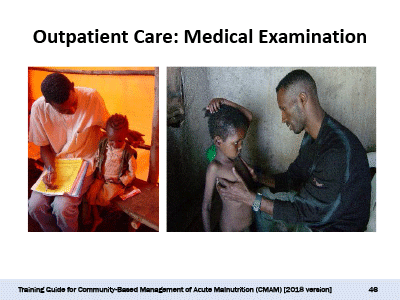 Outpatient Care: Medical Examination
Training Guide for Community-Based Management of Acute Malnutrition (CMAM) [2018 version] 46